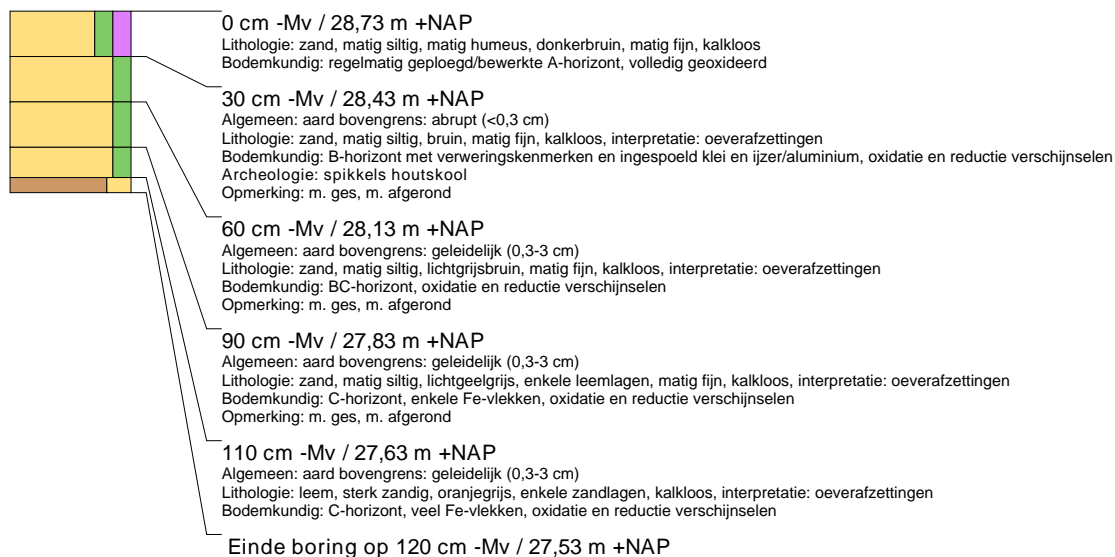 0 cm -Mv / 28,73 m +NAP
Lithologie: zand, matig siltig, matig humeus, donkerbruin, matig fijn, kalkloos
Bodemkundig: regelmatig geploegd/bewerkte A-horizont, volledig geoxideerd
30 cm -Mv / 28,43 m +NAP
Algemeen: aard bovengrens: abrupt (<0,3 cm)
Lithologie: zand, matig siltig, bruin, matig fijn, kalkloos, interpretatie: oeverafzettingen
Bodemkundig: B-horizont met verweringskenmerken en ingespoeld klei en ijzer/aluminium, oxidatie en reductie verschijnselen
Archeologie: spikkels houtskool
Opmerking: m. ges, m. afgerond
60 cm -Mv / 28,13 m +NAP
Algemeen: aard bovengrens: geleidelijk (0,3-3 cm)
Lithologie: zand, matig siltig, lichtgrijsbruin, matig fijn, kalkloos, interpretatie: oeverafzettingen
Bodemkundig: BC-horizont, oxidatie en reductie verschijnselen
Opmerking: m. ges, m. afgerond
90 cm -Mv / 27,83 m +NAP
Algemeen: aard bovengrens: geleidelijk (0,3-3 cm)
Lithologie: zand, matig siltig, lichtgeelgrijs, enkele leemlagen, matig fijn, kalkloos, interpretatie: oeverafzettingen
Bodemkundig: C-horizont, enkele Fe-vlekken, oxidatie en reductie verschijnselen
Opmerking: m. ges, m. afgerond
110 cm -Mv / 27,63 m +NAP
Algemeen: aard bovengrens: geleidelijk (0,3-3 cm)
Lithologie: leem, sterk zandig, oranjegrijs, enkele zandlagen, kalkloos, interpretatie: oeverafzettingen
Bodemkundig: C-horizont, veel Fe-vlekken, oxidatie en reductie verschijnselen
Einde boring op 120 cm -Mv / 27,53 m +NAP